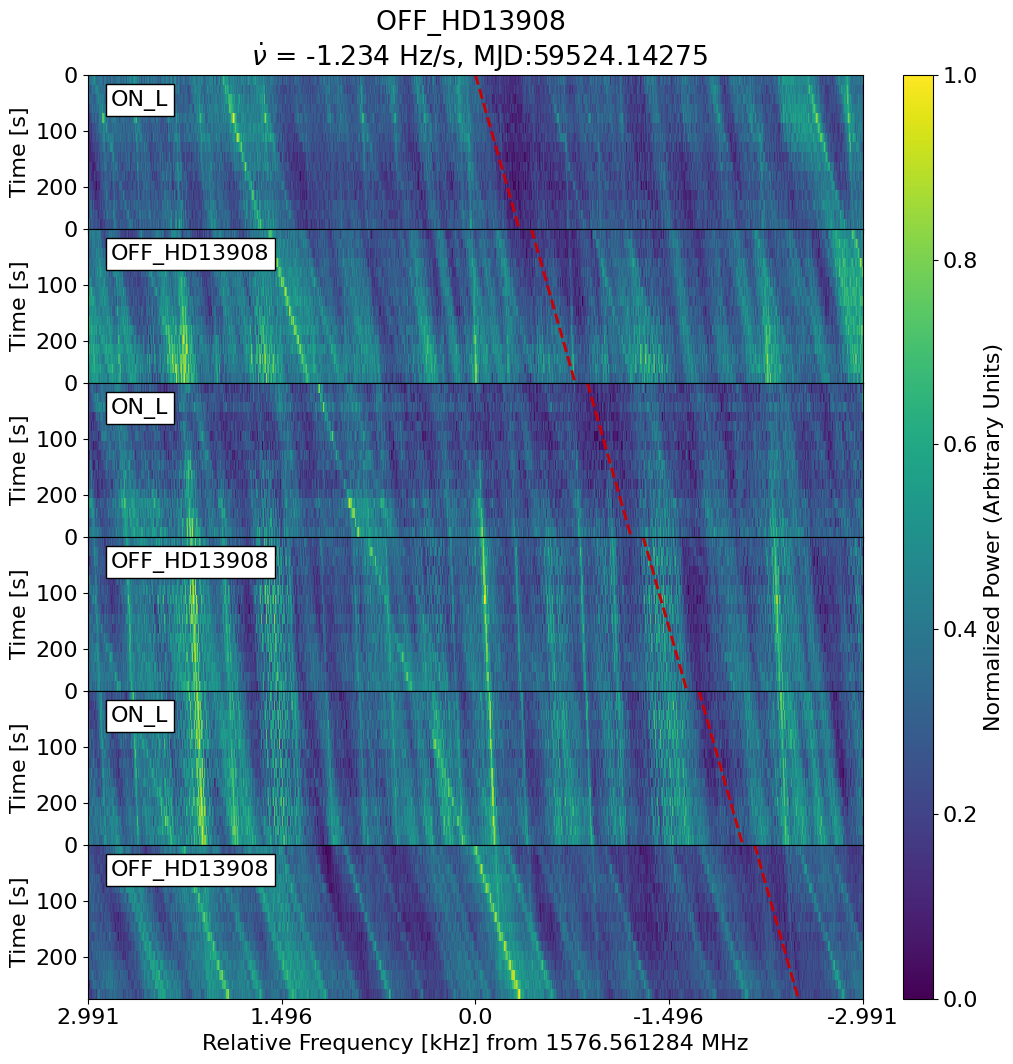 OFF_HD13908
ν̇ = -1.234 Hz/s, MJD:59524.14275
ON_L
OFF_HD13908
ON_L
OFF_HD13908
ON_L
OFF_HD13908
Time [s]
0
100
200
Time [s]
0
100
200
Time [s]
0
100
200
Time [s]
0
100
200
Time [s]
0
100
200
Time [s]
0
100
200
2.991 1.496 0.0 -1.496 -2.991
Relative Frequency [kHz] from 1576.561284 MHz
1.0
0.8
0.6
0.4
0.2
0.0
Normalized Power (Arbitrary Units)